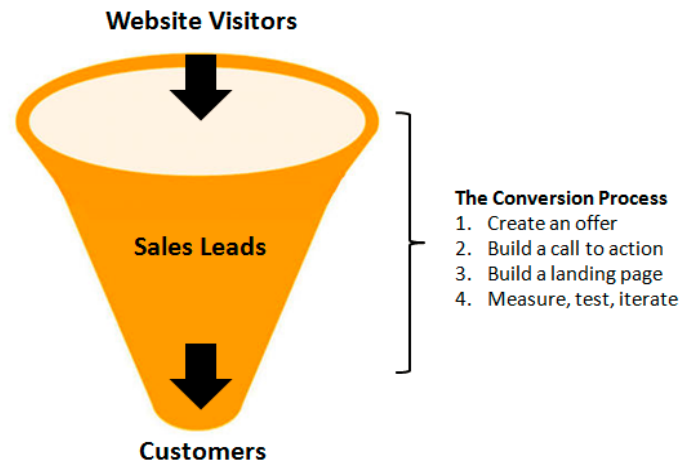 Website Visitors
Sales Leads
Customers
The Conversion Process
1. Create an offer
2. Build a call to action
3. Build a landing page
4. Measure, test, iterate